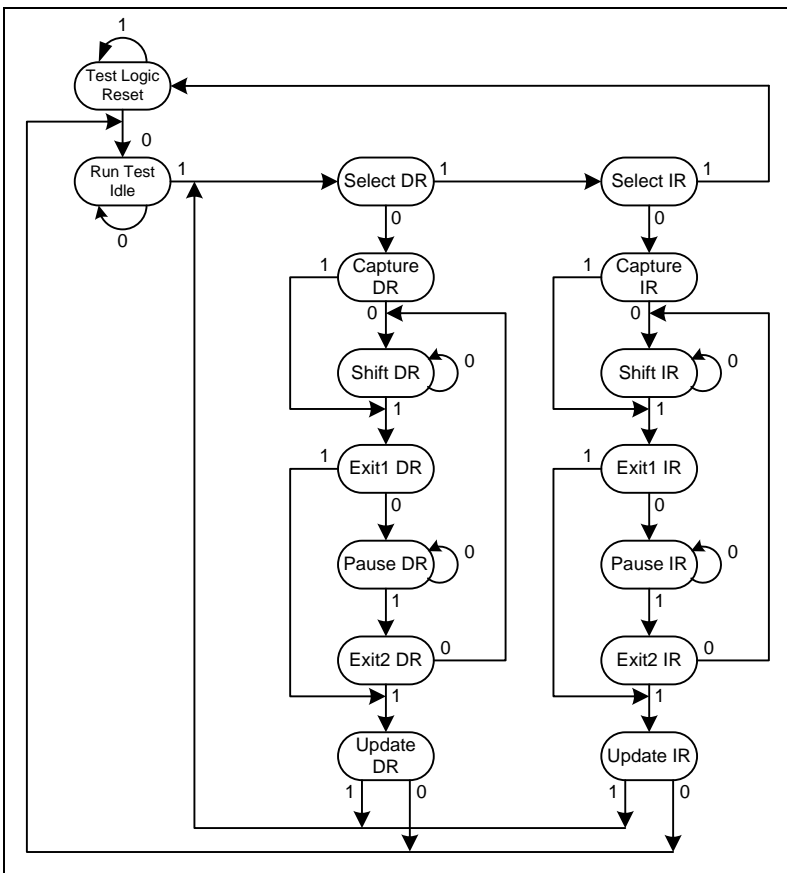 1
Test Logic
Reset
0
Run Test
Idle
1
0
Select DR
1
0
Select IR
1
0
Capture
DR
1
0
Capture
IR
1
0
Shift DR
0
1
Shift IR
0
1
Exit1 DR
1
0
Exit1 IR
1
0
Pause DR
0
1
Pause IR
0
1
Exit2 DR
0
1
Exit2 IR
0
1
Update
DR
1
0
Update IR
1
0